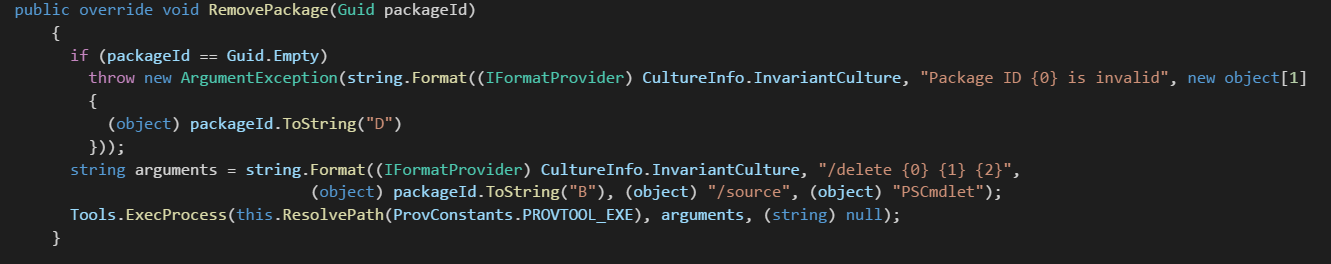 public override void RemovePackage(Guid packageId)
{
if (packageId == Guid.Empty)
throw new ArgumentException(string.Format((IFormatProvider) CultureInfo.InvariantCulture, "Package ID {0} is invalid", new object[1]
{
(object) packageId.ToString("D")
}));
string arguments = string.Format((IFormatProvider) CultureInfo.InvariantCulture, "/delete {0} {1} {2}",
(object) packageId.ToString("B"), (object) "/source", (object) "PSCmdlet");
Tools.ExecProcess(this.ResolvePath(ProvConstants.PROVTOOL_EXE), arguments, (string) null);
}